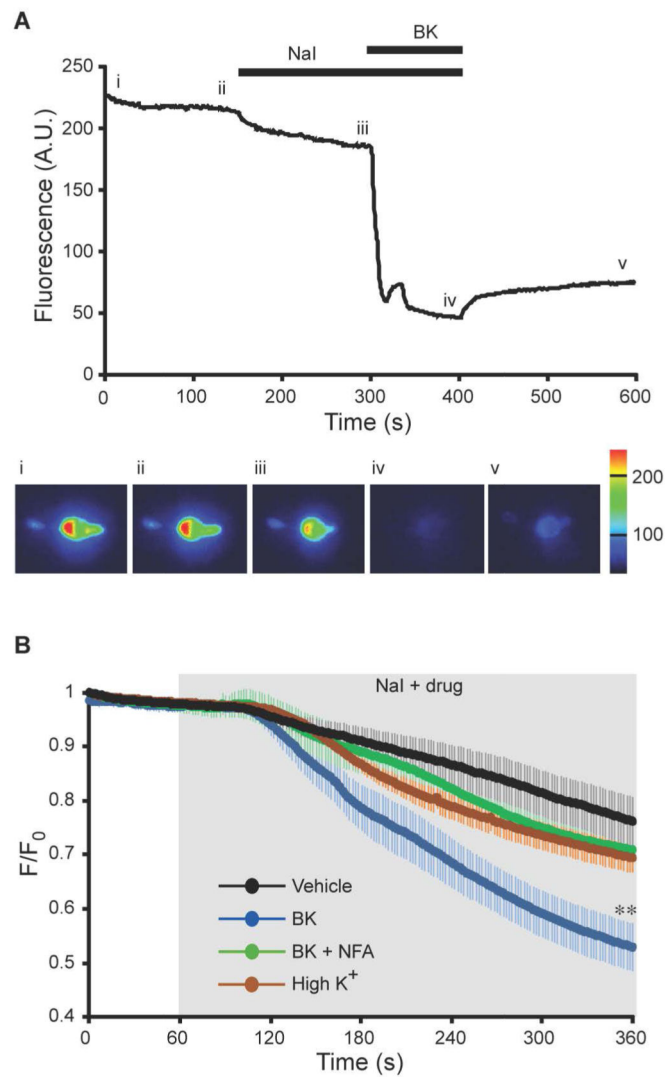 A
BK
NaI
250
200
150
100
50
0
Fluorescence (A.U.)
i
ii
iii
iv
v
0 100 200 300 400 500 600
Time (s)
i ii iii iv v
200
100
B
NaI + drug
1
0.9
0.8
0.7
0.6
0.5
0.4
F/F₀
Vehicle
BK
BK + NFA
High K⁺
**
0 60 120 180 240 300 360
Time (s)